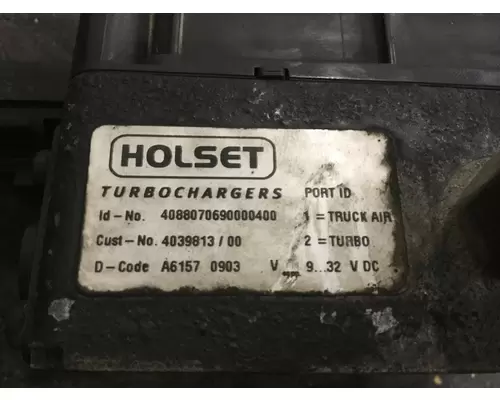 HOLSET
TURBOCHARGERS PORT ID
Id-No. 4088070690000400 1 = TRUCK AIR
Cust-No. 4039813 / 00 2 = TURBO
D-Code A6157 0903 V 9...32 V DC